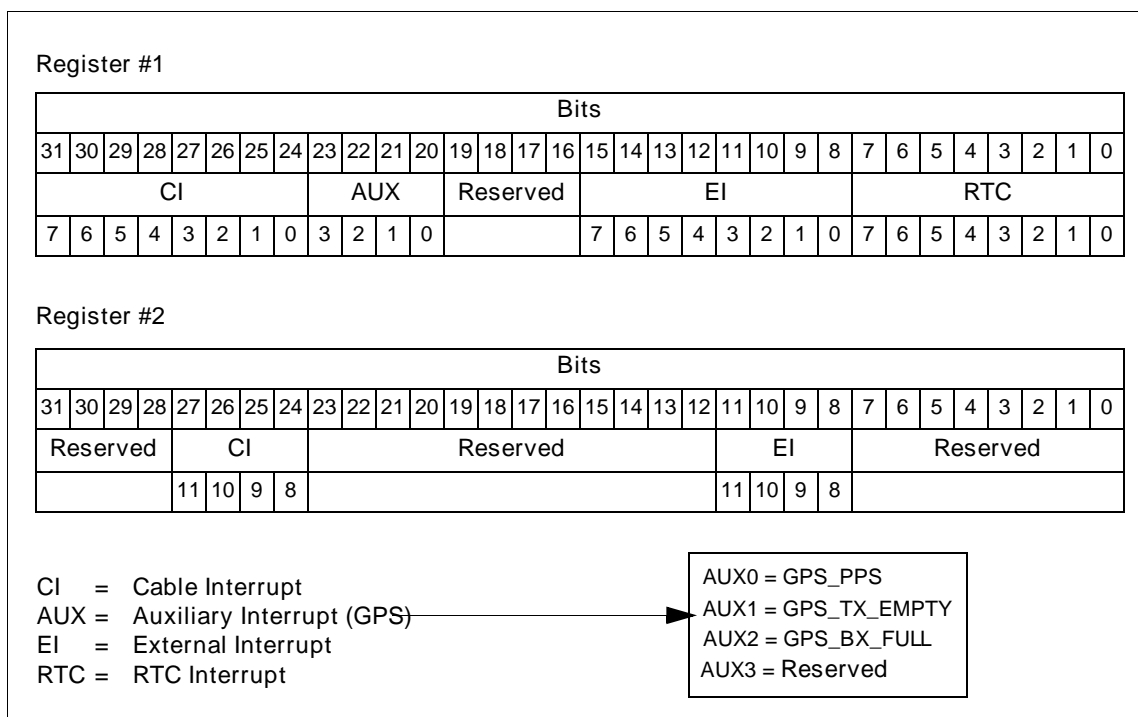 Register #1
Bits
31 30 29 28 27 26 25 24 23 22 21 20 19 18 17 16 15 14 13 12 11 10 9 8 7 6 5 4 3 2 1 0
CI AUX Reserved EI RTC
7 6 5 4 3 2 1 0 3 2 1 0 7 6 5 4 3 2 1 0 7 6 5 4 3 2 1 0
Register #2
Bits
31 30 29 28 27 26 25 24 23 22 21 20 19 18 17 16 15 14 13 12 11 10 9 8 7 6 5 4 3 2 1 0
Reserved CI Reserved EI Reserved
11 10 9 8 11 10 9 8
CI = Cable Interrupt
AUX = Auxiliary Interrupt (GPS)
EI = External Interrupt
RTC = RTC Interrupt
AUX0 = GPS_PPS
AUX1 = GPS_TX_EMPTY
AUX2 = GPS_BX_FULL
AUX3 = Reserved